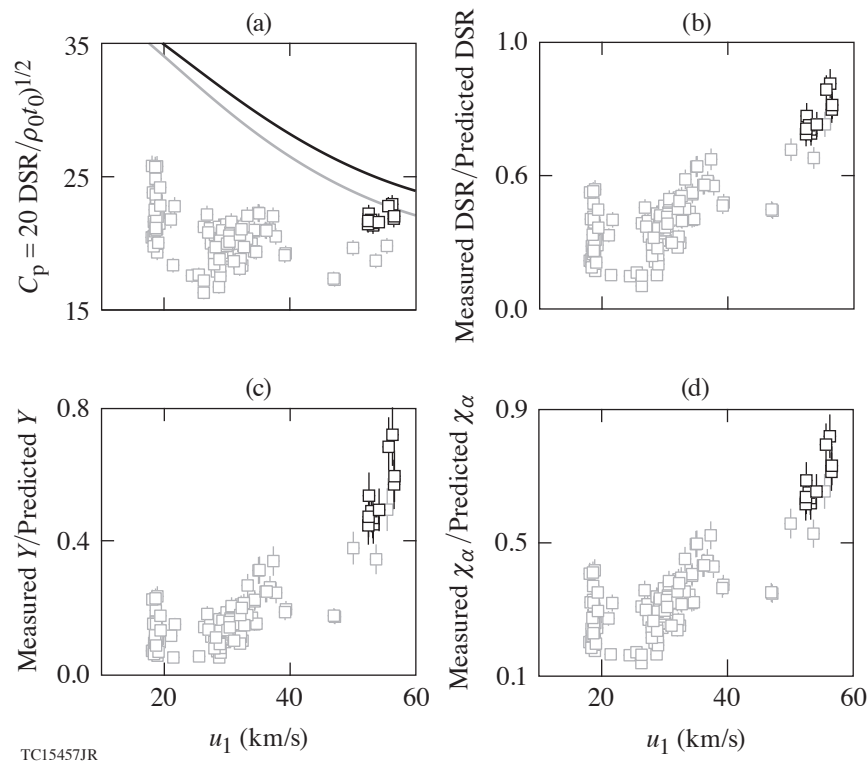 (a)
(b)
35
25
15
C_p = 20 DSR/ρ_0t_0)^1/2
1.0
0.6
0.0
Measured DSR/Predicted DSR
(c)
(d)
0.8
0.4
0.0
Measured Y/Predicted Y
0.9
0.5
0.1
Measured χ_α/Predicted χ_α
20 40 60
20 40 60
u_1 (km/s)
u_1 (km/s)
TC15457JR